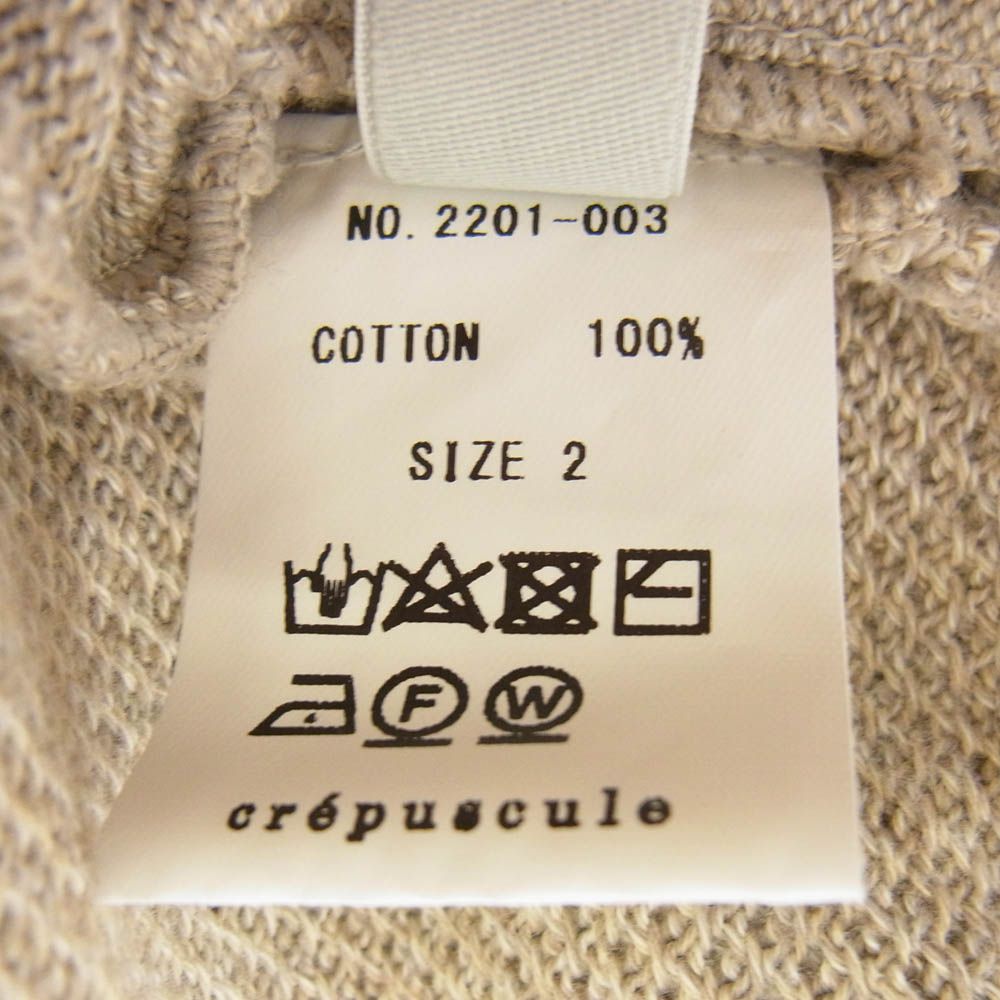 NO. 2201-003
COTTON 100%
SIZE 2
F W
crépuscule